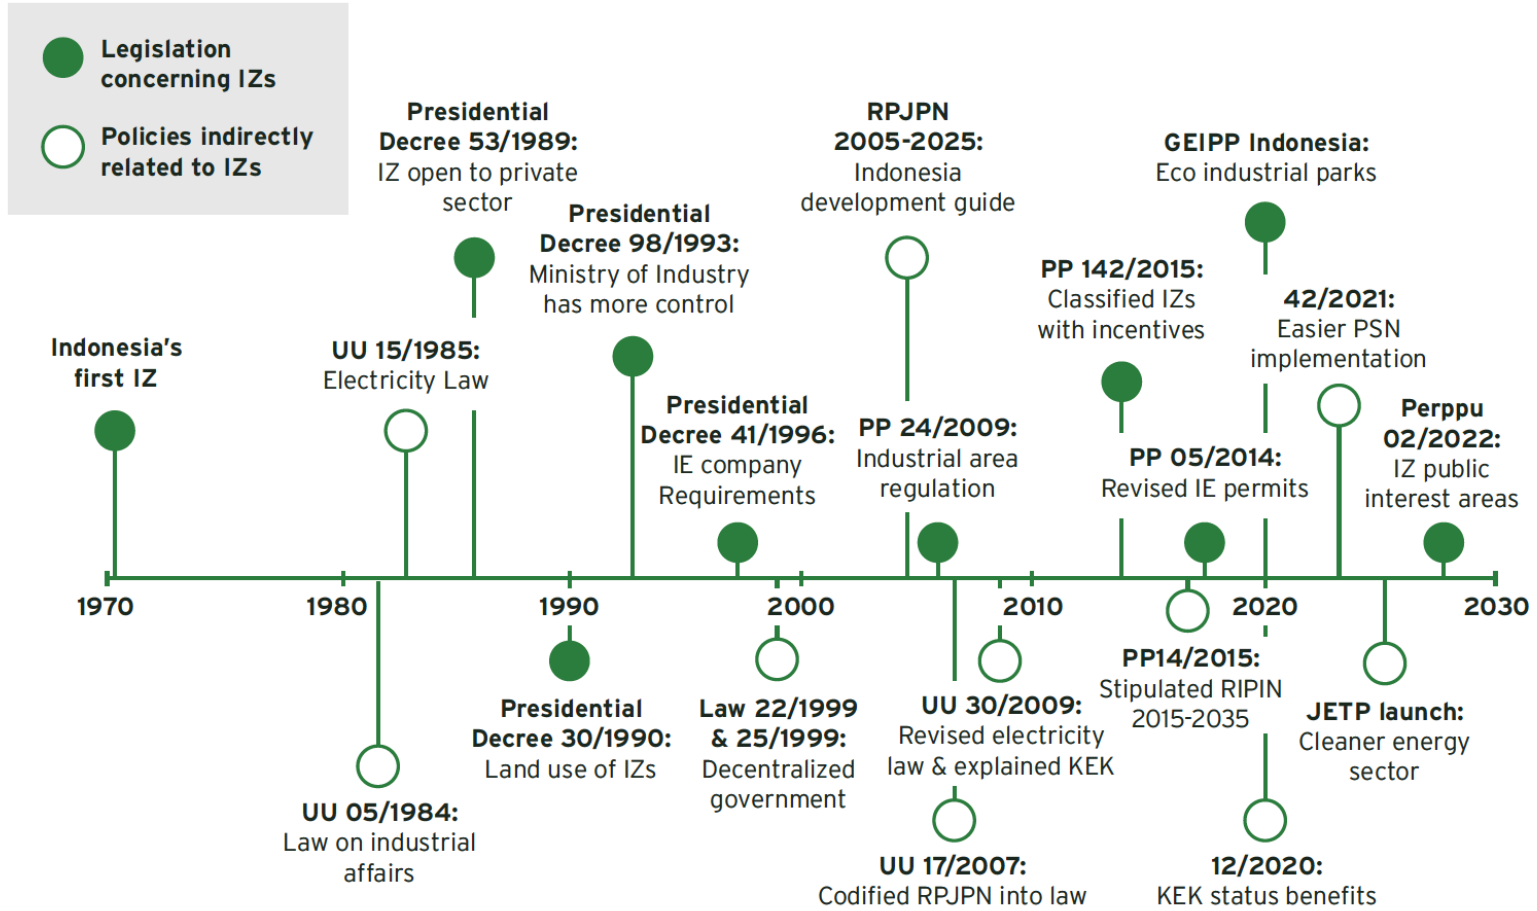 Legislation
concerning IZs
Policies indirectly
related to IZs
Indonesia's
first IZ
UU 15/1985:
Electricity Law
Presidential
Decree 53/1989:
IZ open to private
sector
Presidential
Decree 98/1993:
Ministry of Industry
has more control
Presidential
Decree 41/1996:
IE company
Requirements
RPJPN
2005-2025:
Indonesia
development guide
PP 24/2009:
Industrial area
regulation
PP 142/2015:
Classified IZs
with incentives
PP 05/2014:
Revised IE permits
GEIPP Indonesia:
Eco industrial parks
42/2021:
Easier PSN
implementation
Perppu
02/2022:
IZ public
interest areas
1970
1980
1990
2000
2010
2020
2030
UU 05/1984:
Law on industrial
affairs
Presidential
Decree 30/1990:
Land use of IZs
Law 22/1999
& 25/1999:
Decentralized
government
UU 30/2009:
Revised electricity
law & explained KEK
UU 17/2007:
Codified RPJPN into law
PP14/2015:
Stipulated RIPIN
2015-2035
12/2020:
KEK status benefits
JETP launch:
Cleaner energy
sector